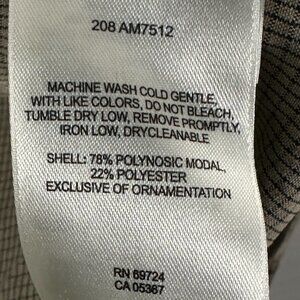 208 AM7512
MACHINE WASH COLD GENTLE,
WITH LIKE COLORS, DO NOT BLEACH,
TUMBLE DRY LOW, REMOVE PROMPTLY,
IRON LOW, DRYCLEANABLE
SHELL: 78% POLYNOSIC MODAL,
22% POLYESTER
EXCLUSIVE OF ORNAMENTATION
RN 69724
CA 05367